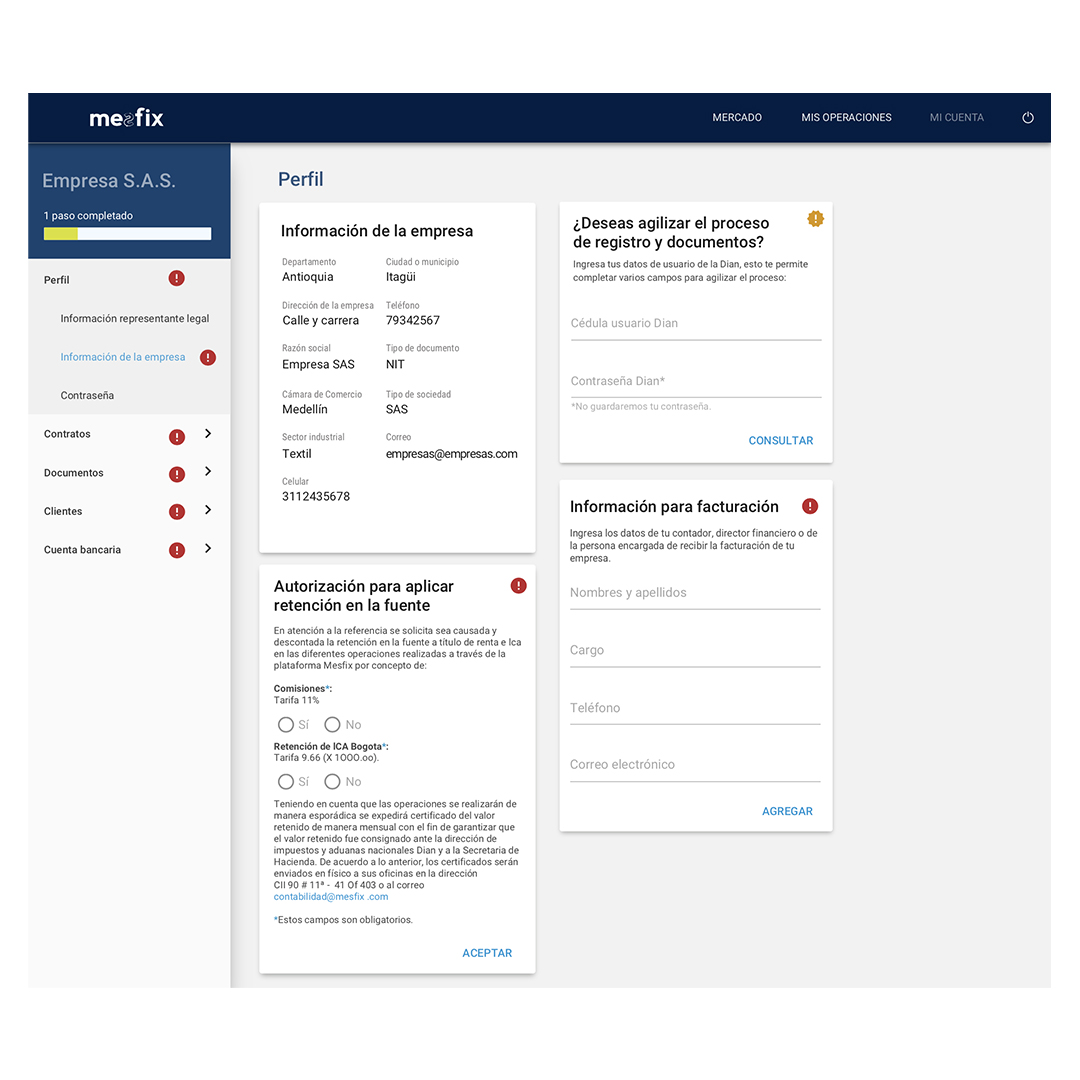 mesfix
MERCADO
MIS OPERACIONES
MI CUENTA
Empresa S.A.S.
1 paso completado
Perfil
Información representante legal
Información de la empresa
Contraseña
Contratos
Documentos
Clientes
Cuenta bancaria
Perfil
Información de la empresa
Departamento
Antioquia
Ciudad o municipio
Itagüi
Dirección de la empresa
Calle y carrera
Teléfono
79342567
Razón social
Empresa SAS
Tipo de documento
NIT
Cámara de Comercio
Medellín
Tipo de sociedad
SAS
Sector industrial
Textil
Correo
empresas@empresas.com
Celular
3112435678
Autorización para aplicar
retención en la fuente
En atención a la referencia se solicita sea causada y
descontada la retención en la fuente a título de renta e Ica
en las diferentes operaciones realizadas a través de la
plataforma Mesfix por concepto de:
Comisiones*:
Tarifa 11%
Sí
No
Retención de ICA Bogota*:
Tarifa 9.66 (X 1OOO.oo).
Sí
No
Teniendo en cuenta que las operaciones se realizarán de
manera esporádica se expedirá certificado del valor
retenido de manera mensual con el fin de garantizar que
el valor retenido fue consignado ante la dirección de
impuestos y aduanas nacionales Dian y a la Secretaria de
Hacienda. De acuerdo a lo anterior, los certificados serán
enviados en físico a sus oficinas en la dirección
Cll 90 # 11ª - 41 Of 403 o al correo
contabilidad@mesfix .com
*Estos campos son obligatorios.
ACEPTAR
¿Deseas agilizar el proceso
de registro y documentos?
Ingresa tus datos de usuario de la Dian, esto te permite
completar varios campos para agilizar el proceso:
Cédula usuario Dian
Contraseña Dian*
*No guardaremos tu contraseña.
CONSULTAR
Información para facturación
Ingresa los datos de tu contador, director financiero o de
la persona encargada de recibir la facturación de tu
empresa.
Nombres y apellidos
Cargo
Teléfono
Correo electrónico
AGREGAR